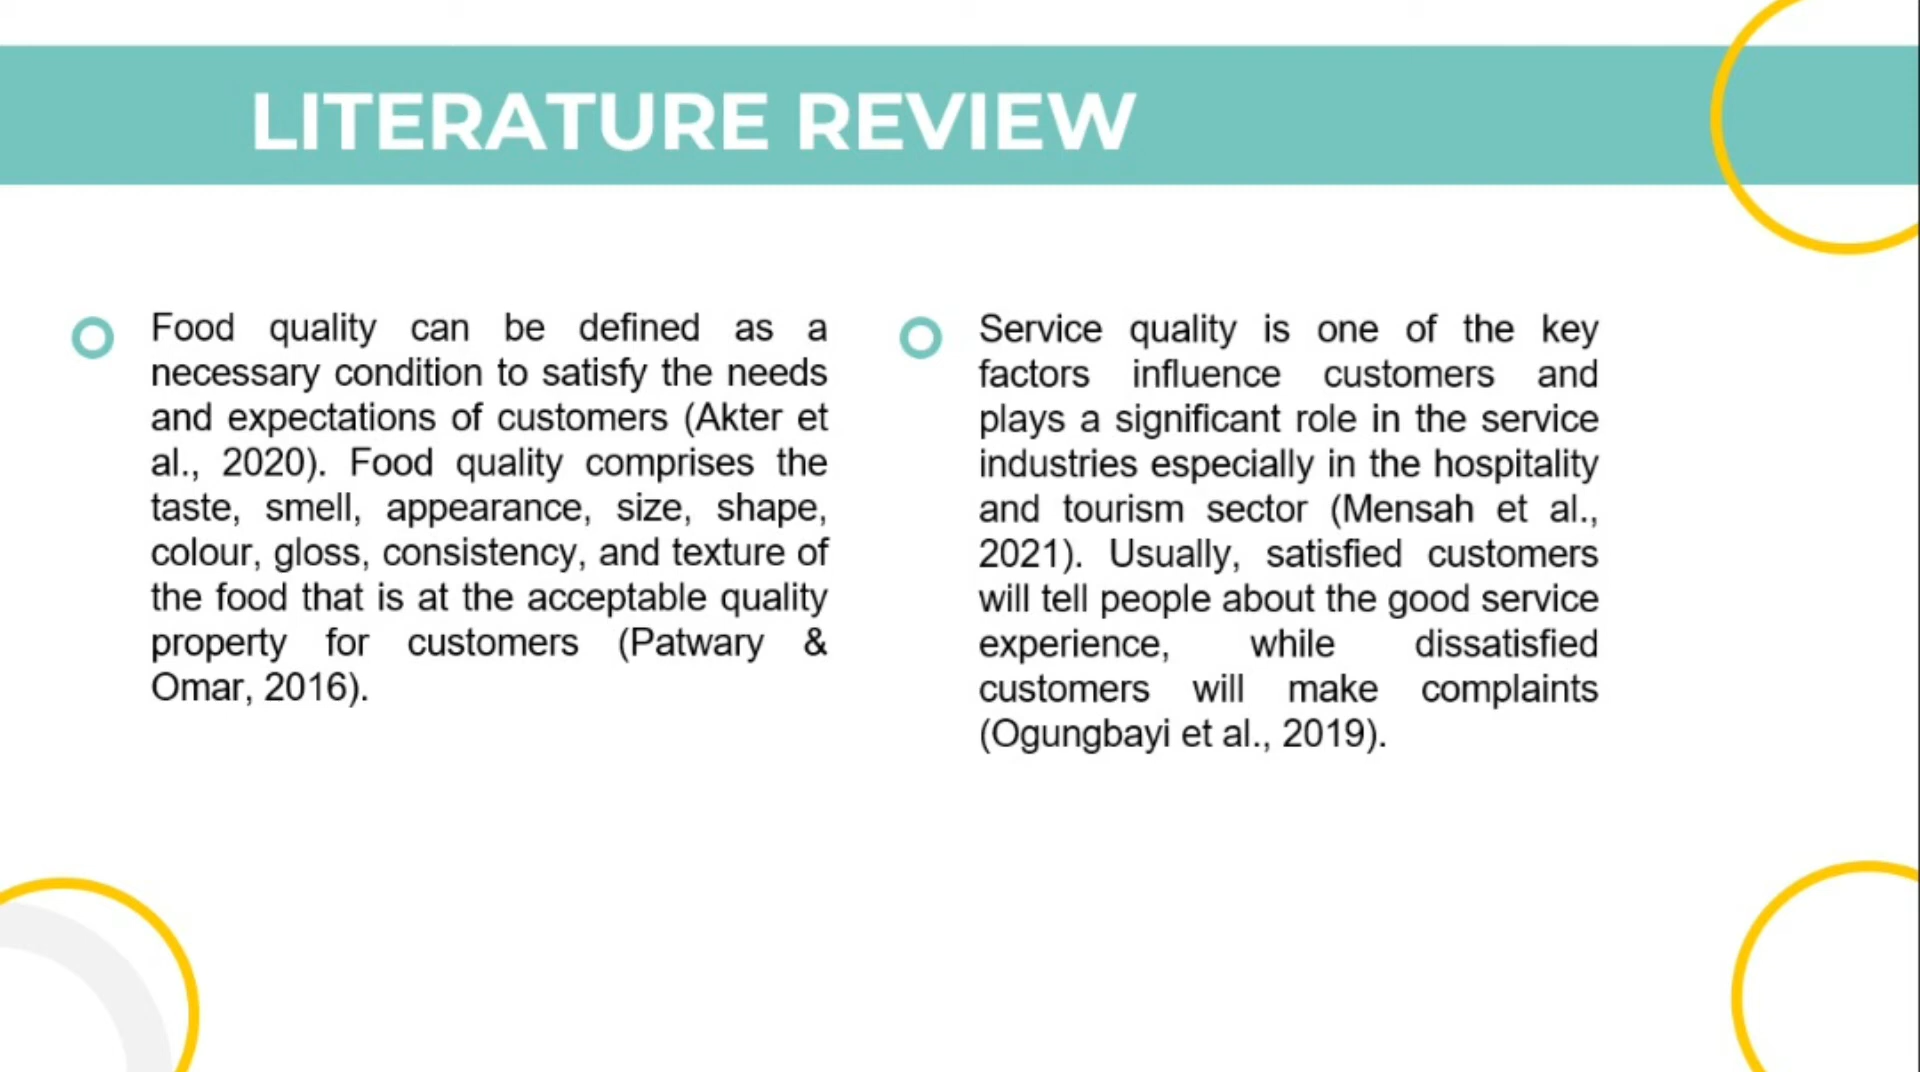 LITERATURE REVIEW
Food quality can be defined as a
necessary condition to satisfy the needs
and expectations of customers (Akter et
al., 2020). Food quality comprises the
taste, smell, appearance, size, shape,
colour, gloss, consistency, and texture of
the food that is at the acceptable quality
property for customers (Patwary &
Omar, 2016).
Service quality is one of the key
factors influence customers and
plays a significant role in the service
industries especially in the hospitality
and tourism sector (Mensah et al.,
2021). Usually, satisfied customers
will tell people about the good service
experience, while dissatisfied
customers will make complaints
(Ogungbayi et al., 2019).